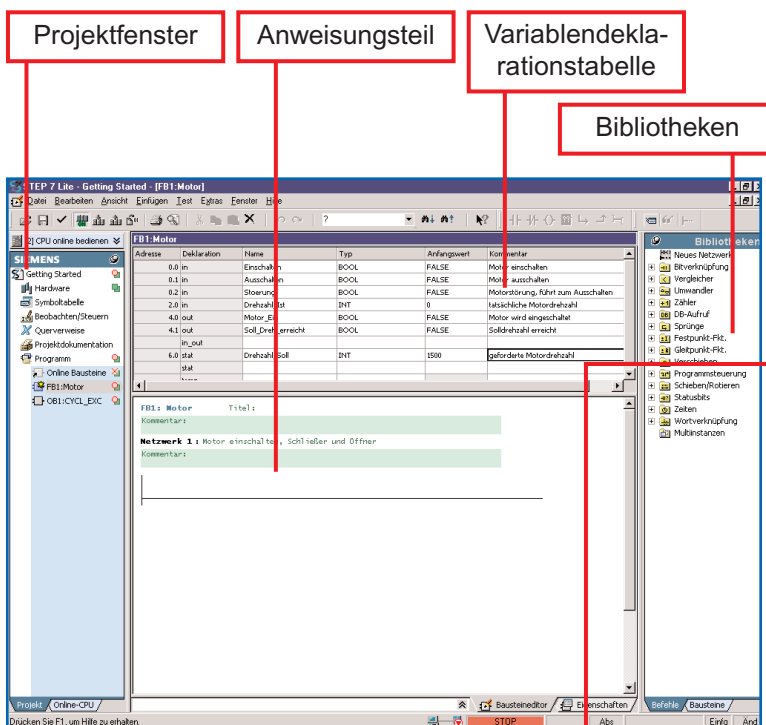 Projektfenster
Anweisungsteil
Variablendekla-
rationstabelle
Bibliotheken
STEP 7 Lite - Getting Started - [FB1:Motor]
Datei Bearbeiten Ansicht Einfügen Test Extras Fenster Hilfe
?
[2] CPU online bedienen
FB1:Motor
Bibliotheken
SIEMENS
Getting Started
Hardware
Symboltabelle
Beobachten/Steuern
Querverweise
Projektdokumentation
Programm
Online Bausteine
FB1:Motor
OB1:CYCL_EXC
Adresse Deklaration Name Typ Anfangswert Kommentar
0.0 in Einschalten BOOL FALSE Motor einschalten
0.1 in Ausschalten BOOL FALSE Motor ausschalten
0.2 in Stoerung BOOL FALSE Motorstörung, führt zum Ausschalten
2.0 in Drehzahl_Ist INT 0 tatsächliche Motordrehzahl
4.0 out Motor_Ein BOOL FALSE Motor wird eingeschaltet
4.1 out Soll_Dreh_erreicht BOOL FALSE Solldrehzahl erreicht
in_out
6.0 stat Drehzahl_Soll INT 1500 geforderte Motordrehzahl
stat
FB1: Motor Titel:
Kommentar:
Netzwerk 1: Motor einschalten, Schließer und Öffner
Kommentar:
Neues Netzwerk
Bitverknüpfung
Vergleicher
Umwandler
Zähler
DB-Aufruf
Sprünge
Festpunkt-Fkt.
Gleitpunkt-Fkt.
Verschieben
Programmsteuerung
Schieben/Rotieren
Statusbits
Zeiten
Wortverknüpfung
Multiinstanzen
Projekt Online-CPU
Bausteineditor Eigenschaften
Befehle Bausteine
Drücken Sie F1, um Hilfe zu erhalten.
STOP Abs Einfg Änd